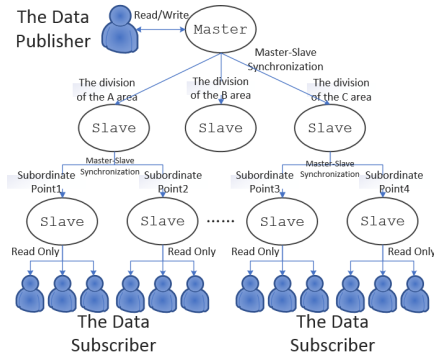 The Data
Publisher
Read/Write
Master
Master-Slave
Synchronization
The division
of the A area
The division
of the B area
The division
of the C area
Slave
Slave
Slave
Master-Slave
Synchronization
Master-Slave
Synchronization
Subordinate
Point1
Subordinate
Point2
Subordinate
Point3
Subordinate
Point4
Slave
Slave
......
Slave
Slave
Read Only
Read Only
Read Only
Read Only
The Data
Subscriber
The Data
Subscriber